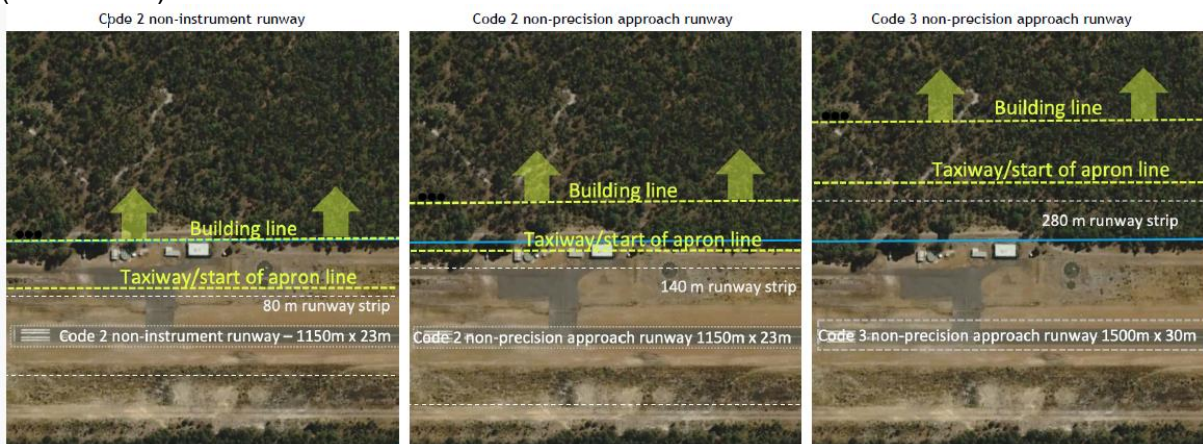 Code 2 non-instrument runway
Building line
Taxiway/start of apron line
80 m runway strip
Code 2 non-instrument runway – 1150m x 23m
Code 2 non-precision approach runway
Building line
Taxiway/start of apron line
140 m runway strip
Code 2 non-precision approach runway 1150m x 23m
Code 3 non-precision approach runway
Building line
Taxiway/start of apron line
280 m runway strip
Code 3 non-precision approach runway 1500m x 30m